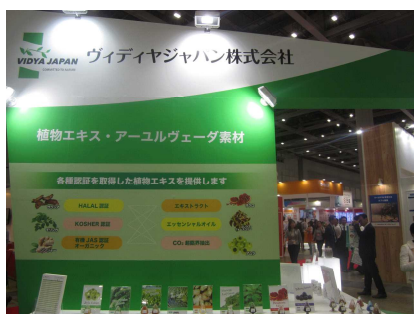 VIDYA JAPAN
ヴィディヤジャパン株式会社
植物エキス・アーユルヴェーダ素材
各種認証を取得した植物エキスを提供します
HALAL 認証
エキストラクト
KOSHER 認証
エッセンシャルオイル
有機 JAS 認証
オーガニック
CO₂ 超臨界抽出